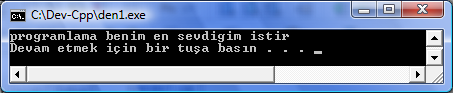 C:\Dev-Cpp\den1.exe
programlama benim en sevdigim istir
Devam etmek için bir tuşa basın . . .